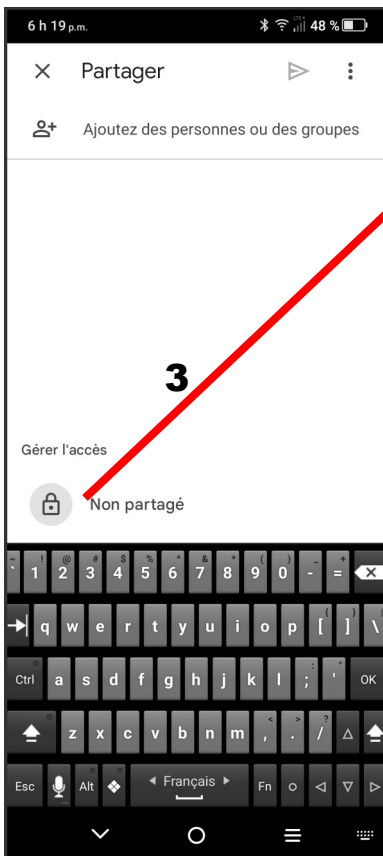 6 h 19 p.m. LTE 48 %
Partager
Ajoutez des personnes ou des groupes
3
Gérer l'accès
Non partagé
~ ! @ # $ % ^ & * ( ) _ +
` 1 2 3 4 5 6 7 8 9 0 - =
{ } |
q w e r t y u i o p [ ] \
: "
Ctrl a s d f g h j k l ; ' OK
< > ?
z x c v b n m , . /
Esc Alt Français Fn